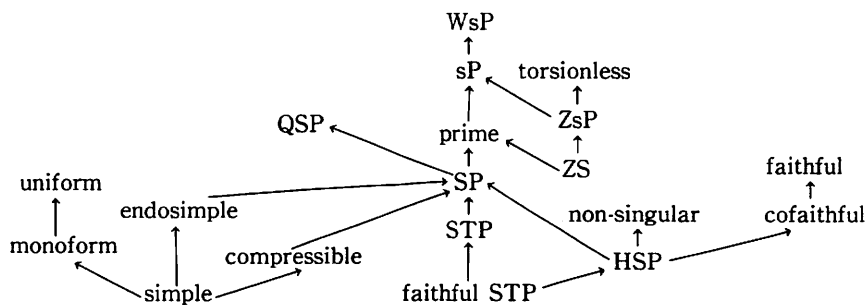 WsP
sP torsionless
ZsP
QSP prime
faithful
uniform SP ZS
endosimple non-singular cofaithful
monoform STP
compressible HSP
simple faithful STP